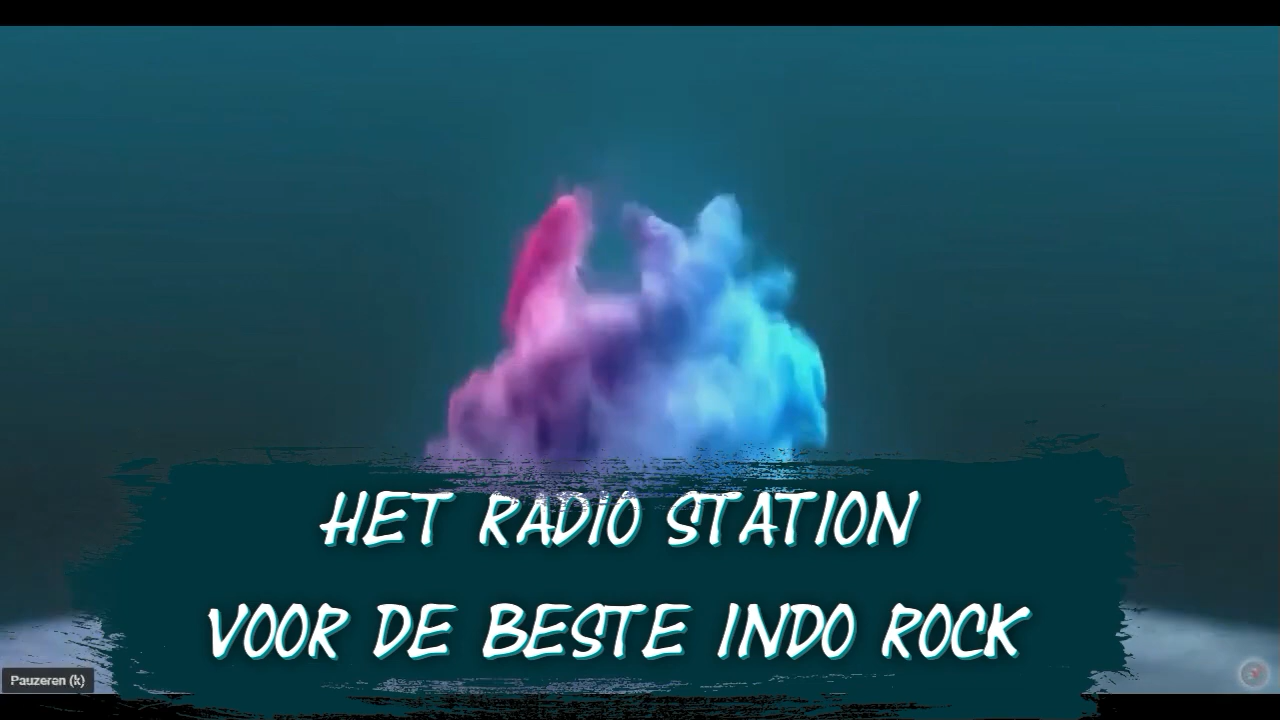 HET RADIO STATION
VOOR DE BESTE INDO ROCK
Pauzeren (k)